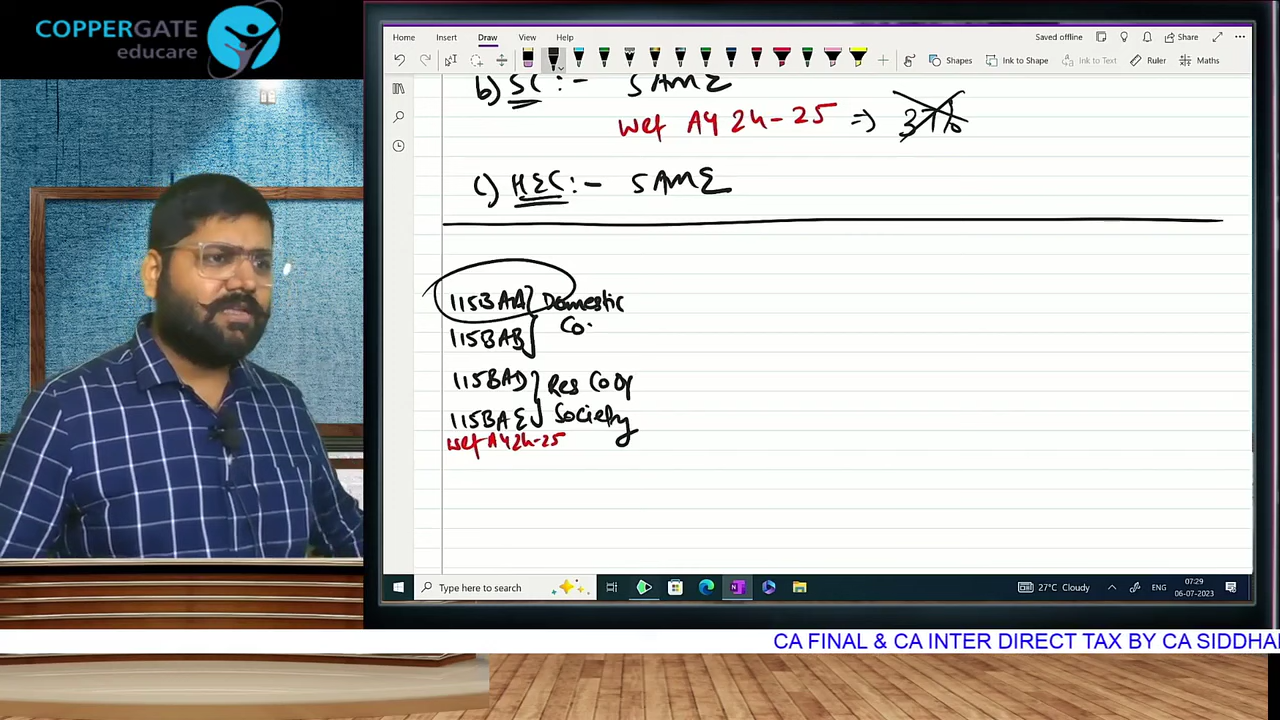 COPPERGATE
educare
Home Insert Draw View Help
Saved offline Share
Shapes Ink to Shape Ink to Text Ruler Maths
b) SC :- SAME
wef AY 24-25 => 37%
c) HEC :- SAME
115BAA } Domestic
115BAB Co.
115BAD } Res CoOp
115BAE Society
wef AY 24-25
Type here to search
27°C Cloudy ENG 07:29
06-07-2023
CA FINAL & CA INTER DIRECT TAX BY CA SIDDHA